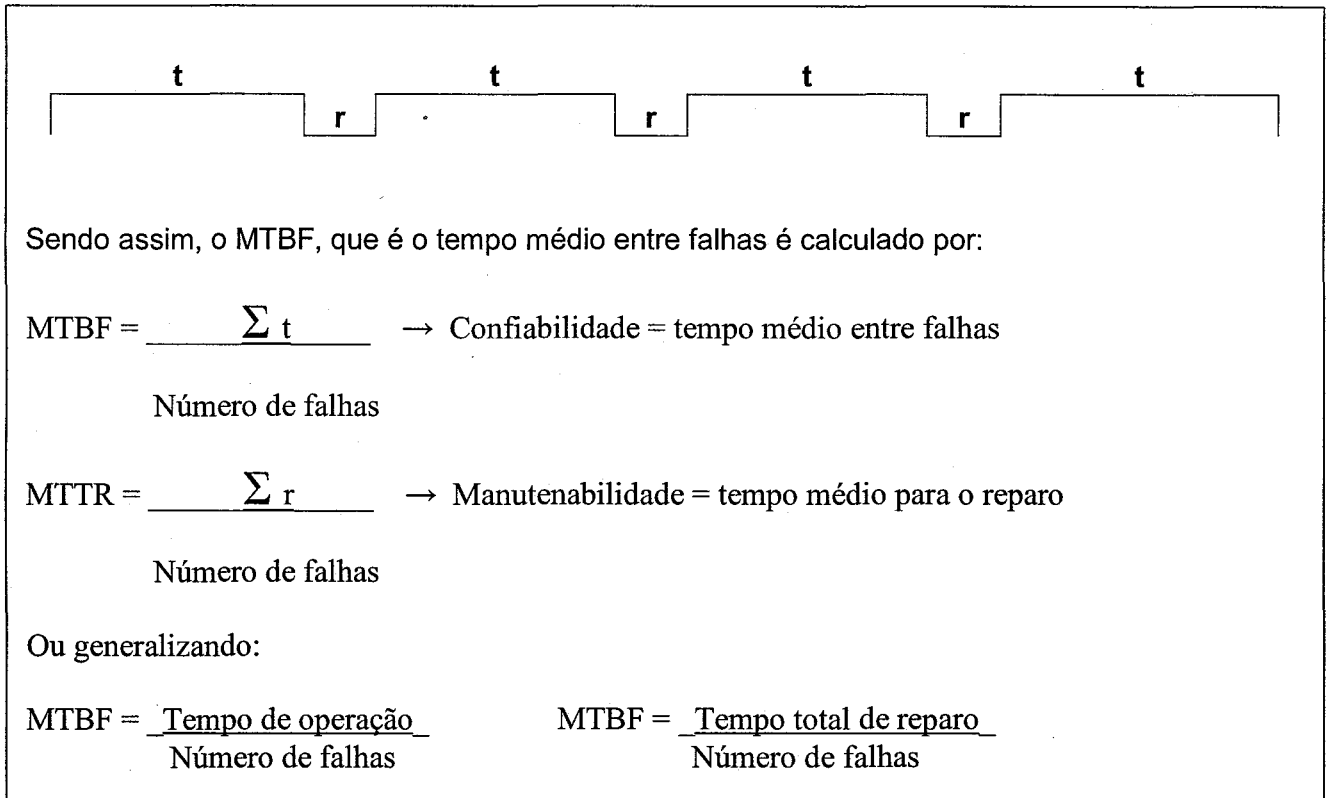 t t t t
r r r
Sendo assim, o MTBF, que é o tempo médio entre falhas é calculado por:
MTBF = ∑ t → Confiabilidade = tempo médio entre falhas
Número de falhas
MTTR = ∑ r → Manutenabilidade = tempo médio para o reparo
Número de falhas
Ou generalizando:
MTBF = Tempo de operação MTBF = Tempo total de reparo
Número de falhas Número de falhas